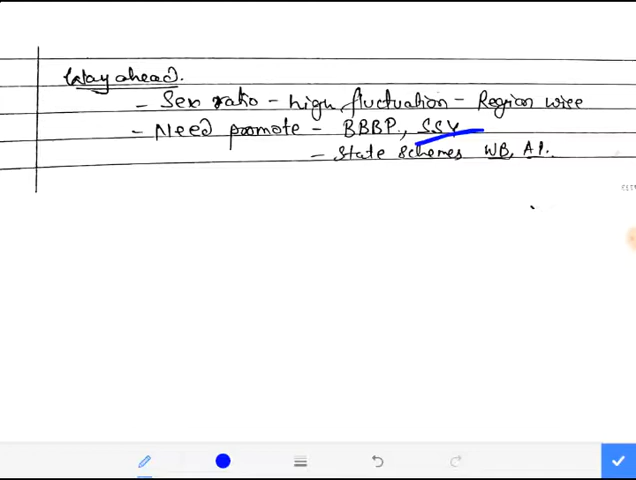 Way ahead.
- Sex ratio - high fluctuation - Region wise
- Need promote - BBBP, SSY
- State schemes WB, AP.